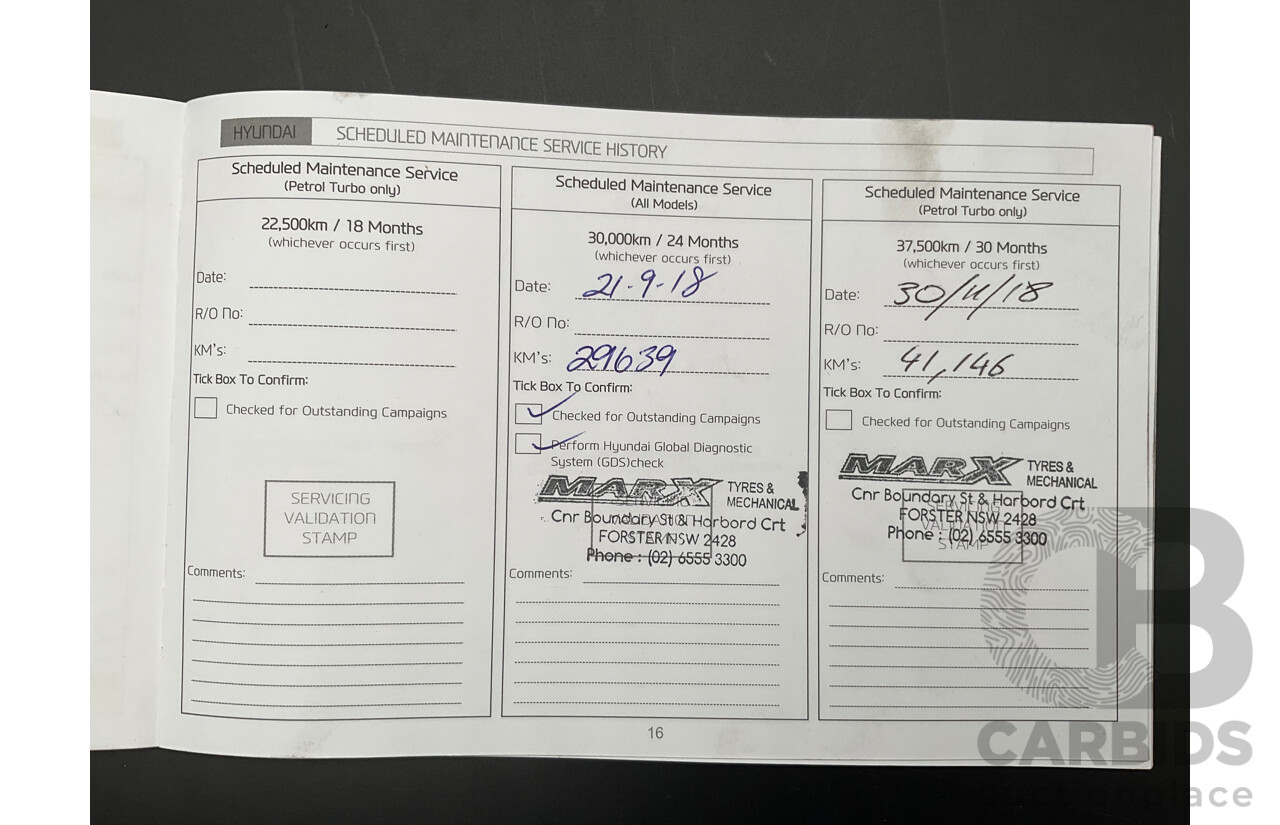 HYUNDAI SCHEDULED MAINTENANCE SERVICE HISTORY
Scheduled Maintenance Service
(Petrol Turbo only)
22,500km / 18 Months
(whichever occurs first)
Date:
R/O No:
KM's:
Tick Box To Confirm:
Checked for Outstanding Campaigns
SERVICING
VALIDATION
STAMP
Comments:
Scheduled Maintenance Service
(All Models)
30,000km / 24 Months
(whichever occurs first)
Date: 21-9-18
R/O No:
KM's: 29639
Tick Box To Confirm:
Checked for Outstanding Campaigns
Perform Hyundai Global Diagnostic
System (GDS)check
MARX TYRES &
MECHANICAL
Cnr Boundary St & Harbord Crt
FORSTER NSW 2428
Phone : (02) 6555 3300
Comments:
Scheduled Maintenance Service
(Petrol Turbo only)
37,500km / 30 Months
(whichever occurs first)
Date: 30/11/18
R/O No:
KM's: 41,146
Tick Box To Confirm:
Checked for Outstanding Campaigns
MARX TYRES &
MECHANICAL
Cnr Boundary St & Harbord Crt
FORSTER NSW 2428
Phone : (02) 6555 3300
SERVICING
VALIDATION
STAMP
Comments:
16
CB
CARBIDS